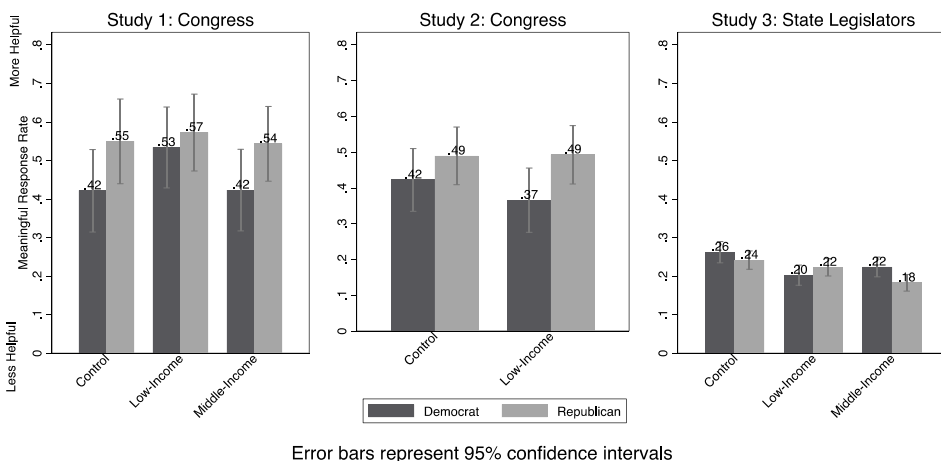 Study 1: Congress
Study 2: Congress
Study 3: State Legislators
More Helpful
Meaningful Response Rate
Less Helpful
.8
.7
.6
.5
.4
.3
.2
.1
0
.42
.55
.53
.57
.42
.54
Control
Low-Income
Middle-Income
.8
.7
.6
.5
.4
.3
.2
.1
0
.42
.49
.37
.49
Control
Low-Income
.8
.7
.6
.5
.4
.3
.2
.1
0
.26
.24
.20
.22
.22
.18
Control
Low-Income
Middle-Income
Democrat
Republican
Error bars represent 95% confidence intervals